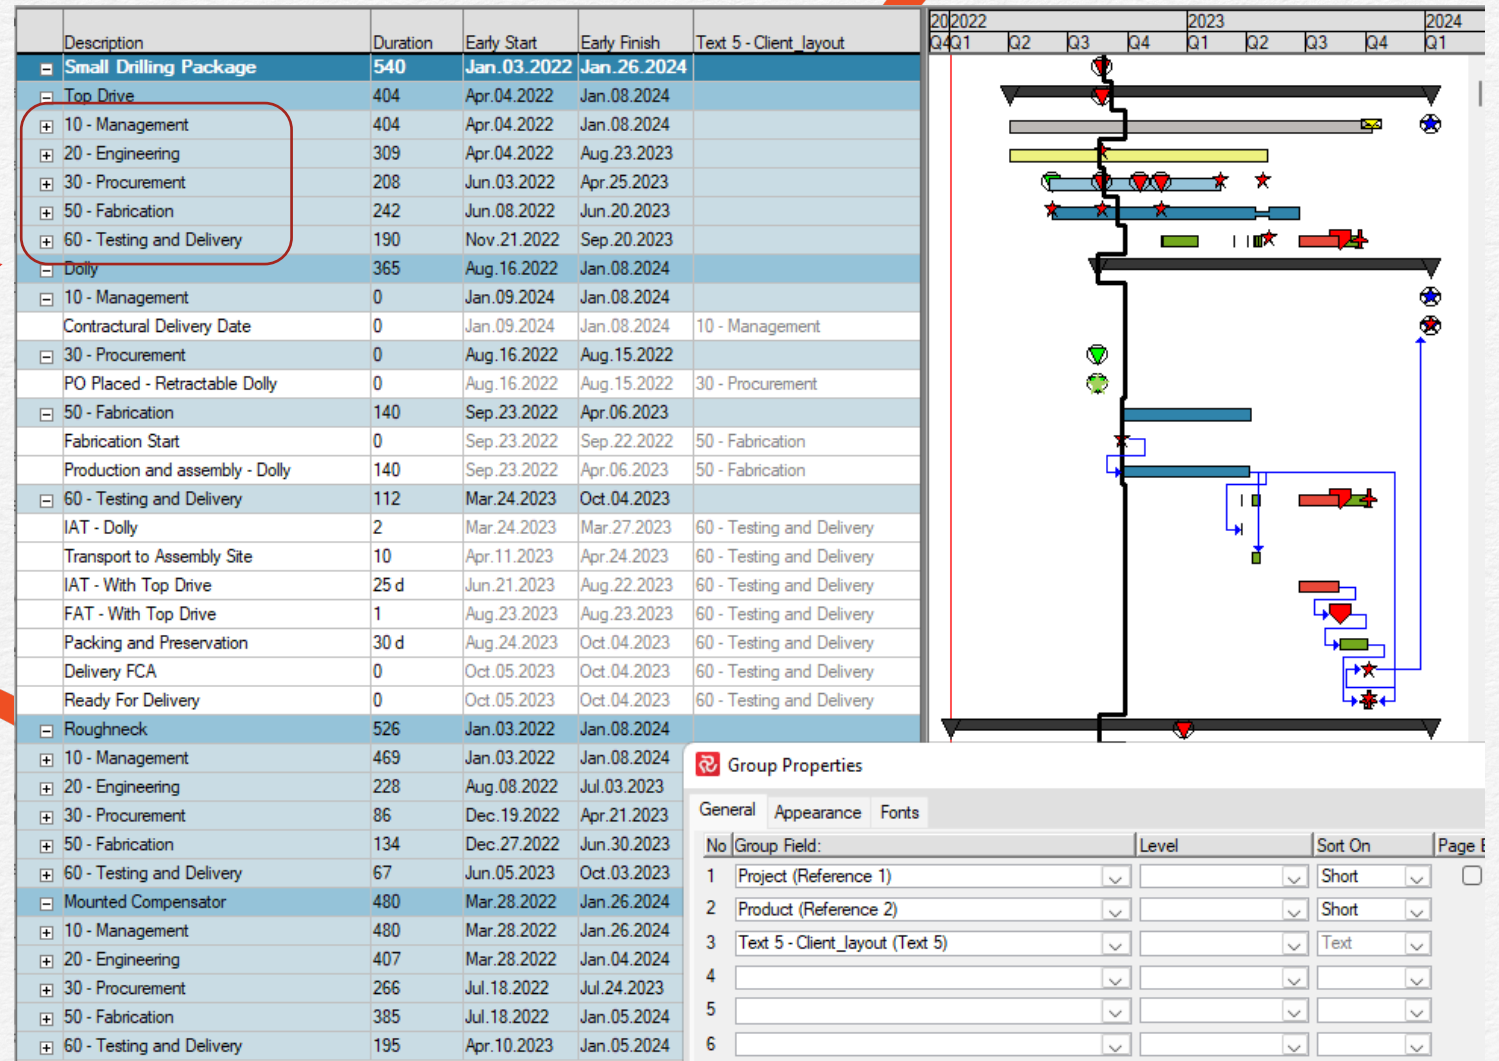 20 2022 2023 2024
Description Duration Early Start Early Finish Text 5 - Client_layout Q4 Q1 Q2 Q3 Q4 Q1 Q2 Q3 Q4 Q1
Small Drilling Package 540 Jan.03.2022 Jan.26.2024
Top Drive 404 Apr.04.2022 Jan.08.2024
10 - Management 404 Apr.04.2022 Jan.08.2024
20 - Engineering 309 Apr.04.2022 Aug.23.2023
30 - Procurement 208 Jun.03.2022 Apr.25.2023
50 - Fabrication 242 Jun.08.2022 Jun.20.2023
60 - Testing and Delivery 190 Nov.21.2022 Sep.20.2023
Dolly 365 Aug.16.2022 Jan.08.2024
10 - Management 0 Jan.09.2024 Jan.08.2024
Contractural Delivery Date 0 Jan.09.2024 Jan.08.2024 10 - Management
30 - Procurement 0 Aug.16.2022 Aug.15.2022
PO Placed - Retractable Dolly 0 Aug.16.2022 Aug.15.2022 30 - Procurement
50 - Fabrication 140 Sep.23.2022 Apr.06.2023
Fabrication Start 0 Sep.23.2022 Sep.22.2022 50 - Fabrication
Production and assembly - Dolly 140 Sep.23.2022 Apr.06.2023 50 - Fabrication
60 - Testing and Delivery 112 Mar.24.2023 Oct.04.2023
IAT - Dolly 2 Mar.24.2023 Mar.27.2023 60 - Testing and Delivery
Transport to Assembly Site 10 Apr.11.2023 Apr.24.2023 60 - Testing and Delivery
IAT - With Top Drive 25 d Jun.21.2023 Aug.22.2023 60 - Testing and Delivery
FAT - With Top Drive 1 Aug.23.2023 Aug.23.2023 60 - Testing and Delivery
Packing and Preservation 30 d Aug.24.2023 Oct.04.2023 60 - Testing and Delivery
Delivery FCA 0 Oct.05.2023 Oct.04.2023 60 - Testing and Delivery
Ready For Delivery 0 Oct.05.2023 Oct.04.2023 60 - Testing and Delivery
Roughneck 526 Jan.03.2022 Jan.08.2024
10 - Management 469 Jan.03.2022 Jan.08.2024
20 - Engineering 228 Aug.08.2022 Jul.03.2023
30 - Procurement 86 Dec.19.2022 Apr.21.2023
50 - Fabrication 134 Dec.27.2022 Jun.30.2023
60 - Testing and Delivery 67 Jun.05.2023 Oct.03.2023
Mounted Compensator 480 Mar.28.2022 Jan.26.2024
10 - Management 480 Mar.28.2022 Jan.26.2024
20 - Engineering 407 Mar.28.2022 Jan.04.2024
30 - Procurement 266 Jul.18.2022 Jul.24.2023
50 - Fabrication 385 Jul.18.2022 Jan.05.2024
60 - Testing and Delivery 195 Apr.10.2023 Jan.05.2024
Group Properties
General Appearance Fonts
No Group Field: Level Sort On Page
1 Project (Reference 1) Short
2 Product (Reference 2) Short
3 Text 5 - Client_layout (Text 5) Text
4
5
6